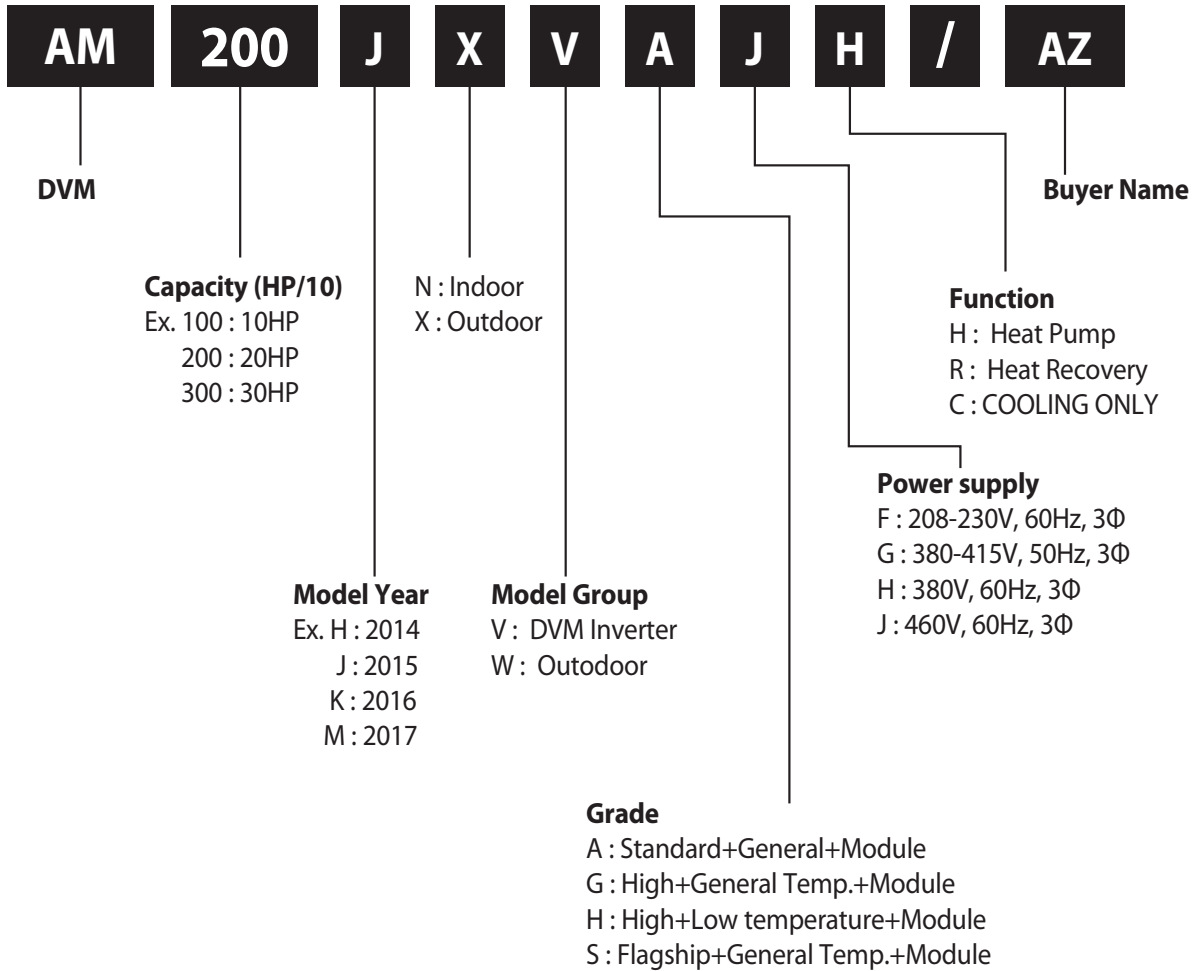 AM 200 J X V A J H / AZ
DVM
Buyer Name
Capacity (HP/10)
Ex. 100 : 10HP
200 : 20HP
300 : 30HP
N : Indoor
X : Outdoor
Function
H : Heat Pump
R : Heat Recovery
C : COOLING ONLY
Power supply
F : 208-230V, 60Hz, 3Φ
G : 380-415V, 50Hz, 3Φ
H : 380V, 60Hz, 3Φ
J : 460V, 60Hz, 3Φ
Model Year
Ex. H : 2014
J : 2015
K : 2016
M : 2017
Model Group
V : DVM Inverter
W : Outodoor
Grade
A : Standard+General+Module
G : High+General Temp.+Module
H : High+Low temperature+Module
S : Flagship+General Temp.+Module